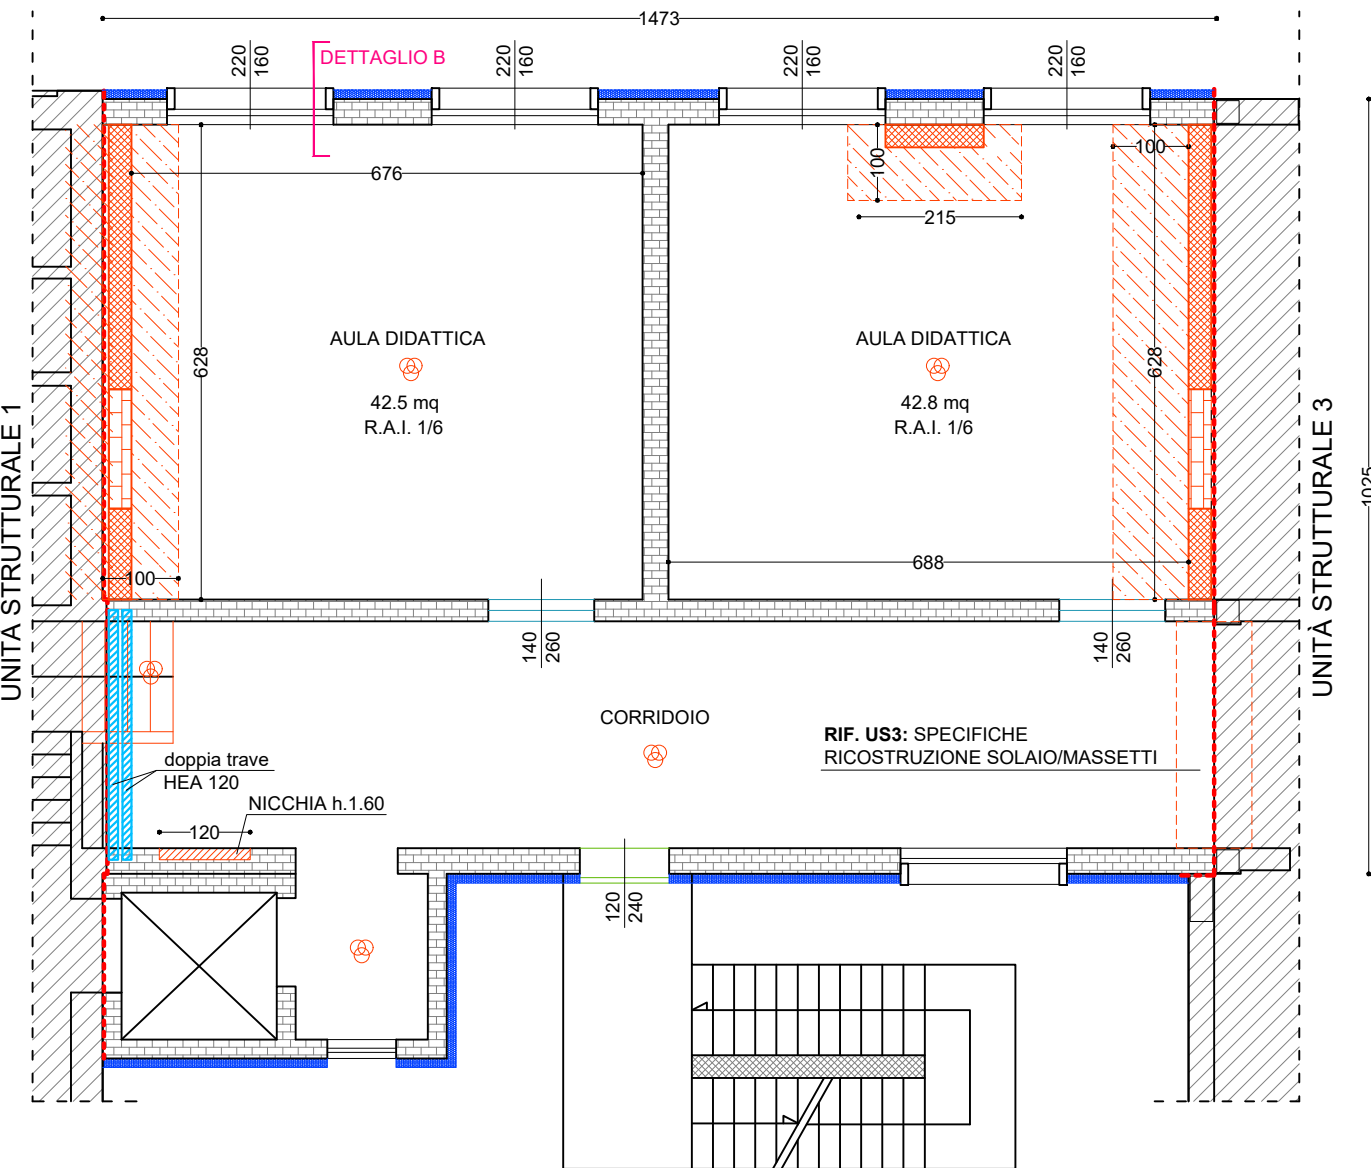 1473
220
160
DETTAGLIO B
220
160
220
160
220
160
676
100
100
215
AULA DIDATTICA
42.5 mq
R.A.I. 1/6
628
AULA DIDATTICA
42.8 mq
R.A.I. 1/6
628
UNITÀ STRUTTURALE 1
UNITÀ STRUTTURALE 3
1025
100
688
140
260
140
260
CORRIDOIO
RIF. US3: SPECIFICHE
RICOSTRUZIONE SOLAIO/MASSETTI
doppia trave
HEA 120
NICCHIA h.1.60
120
120
240